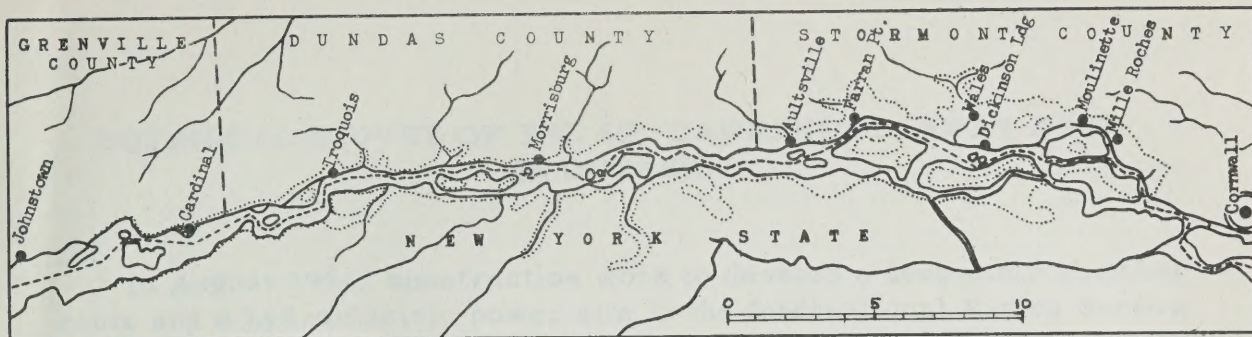 GRENVILLE
COUNTY
DUNDAS COUNTY
STORMONT COUNTY
Johnstown
Cardinal
Iroquois
Morrisburg
Aultsville
Farran Pt.
Wales
Dickinson Ldg
Moulinette
Mille Roches
Cornwall
NEW YORK STATE
0 5 10